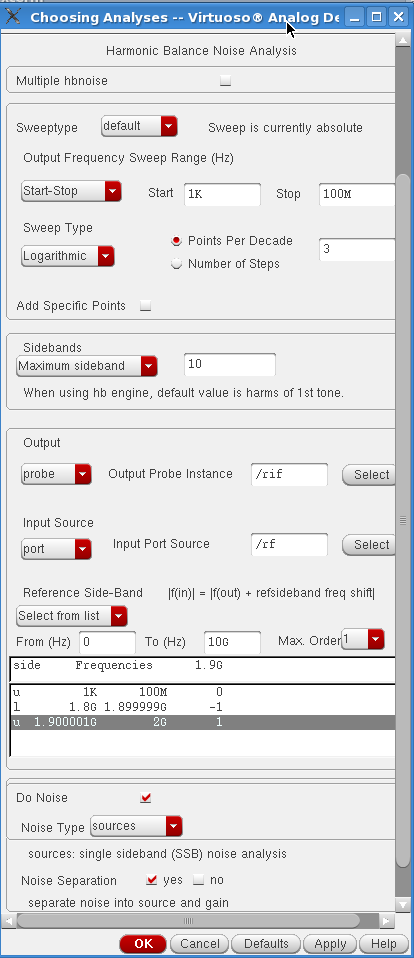 Choosing Analyses -- Virtuoso® Analog De
Harmonic Balance Noise Analysis
Multiple hbnoise
Sweeptype default Sweep is currently absolute
Output Frequency Sweep Range (Hz)
Start-Stop Start 1K Stop 100M
Sweep Type
Logarithmic Points Per Decade 3
Number of Steps
Add Specific Points
Sidebands
Maximum sideband 10
When using hb engine, default value is harms of 1st tone.
Output
probe Output Probe Instance /rif Select
Input Source
port Input Port Source /rf Select
Reference Side-Band |f(in)| = |f(out) + refsideband freq shift|
Select from list
From (Hz) 0 To (Hz) 10G Max. Order 1
side Frequencies 1.9G
u 1K 100M 0
l 1.8G 1.899999G -1
u 1.900001G 2G 1
Do Noise
Noise Type sources
sources: single sideband (SSB) noise analysis
Noise Separation yes no
separate noise into source and gain
OK Cancel Defaults Apply Help